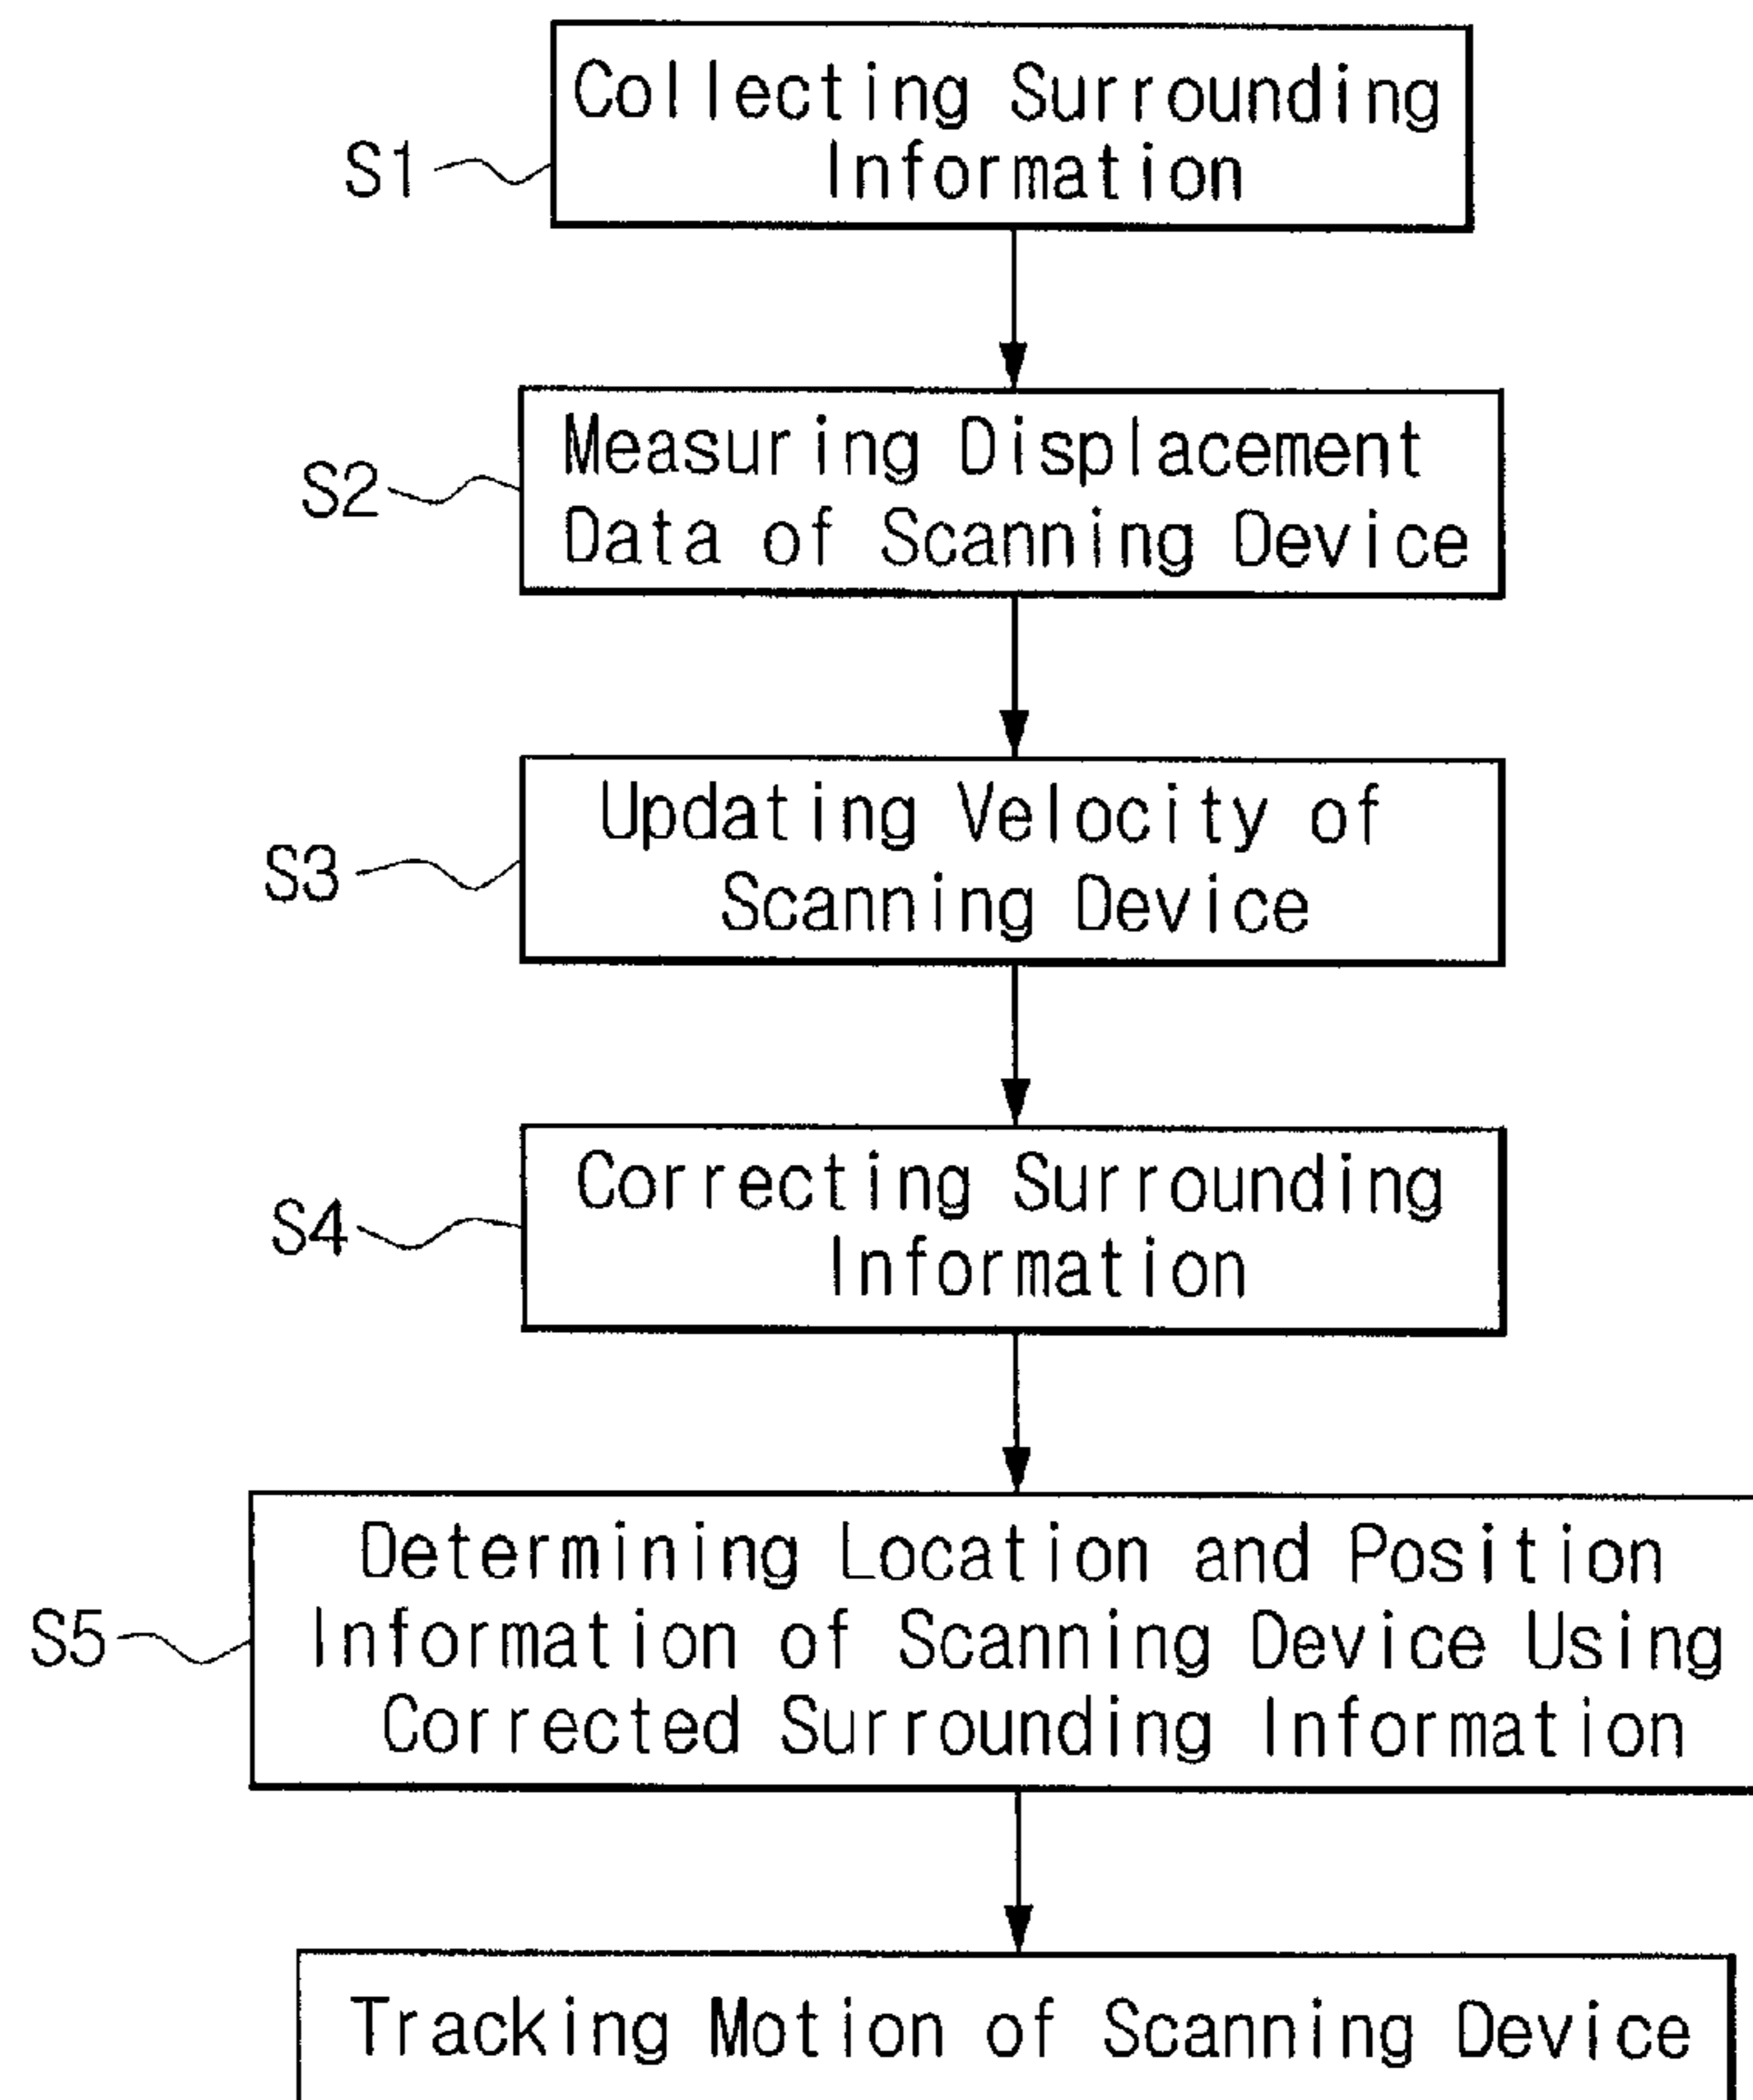 Collecting Surrounding
Information
S1
Measuring Displacement
Data of Scanning Device
S2
Updating Velocity of
Scanning Device
S3
Correcting Surrounding
Information
S4
Determining Location and Position
Information of Scanning Device Using
Corrected Surrounding Information
S5
Tracking Motion of Scanning Device